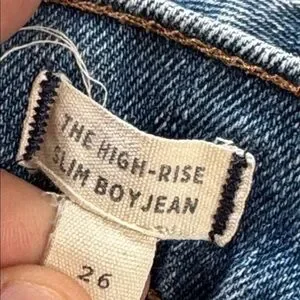 THE HIGH-RISE
SLIM BOYJEAN
26